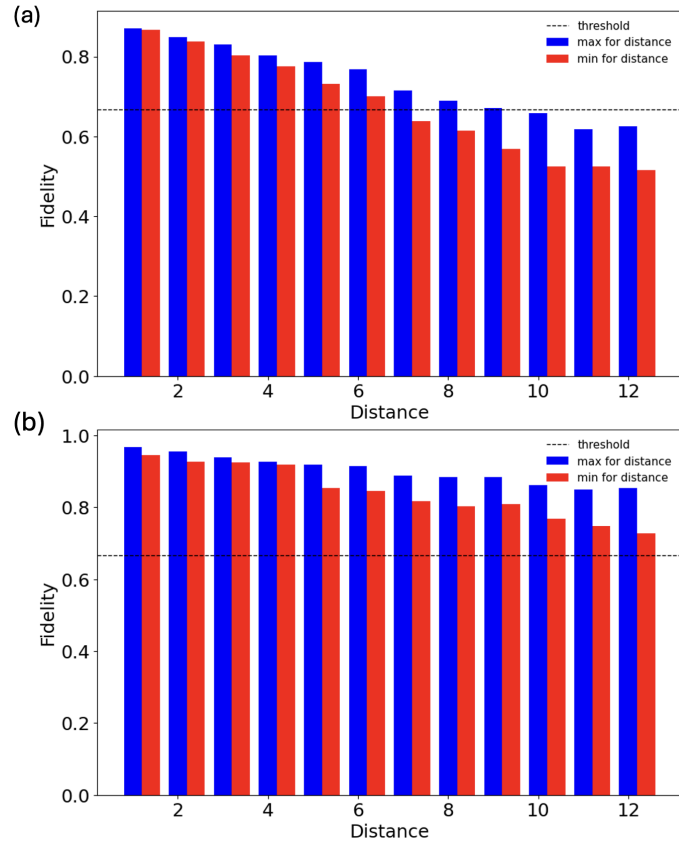 (a)
threshold
max for distance
min for distance
0.8
0.6
0.4
0.2
0.0
Fidelity
2 4 6 8 10 12
Distance
(b)
threshold
max for distance
min for distance
1.0
0.8
0.6
0.4
0.2
0.0
Fidelity
2 4 6 8 10 12
Distance